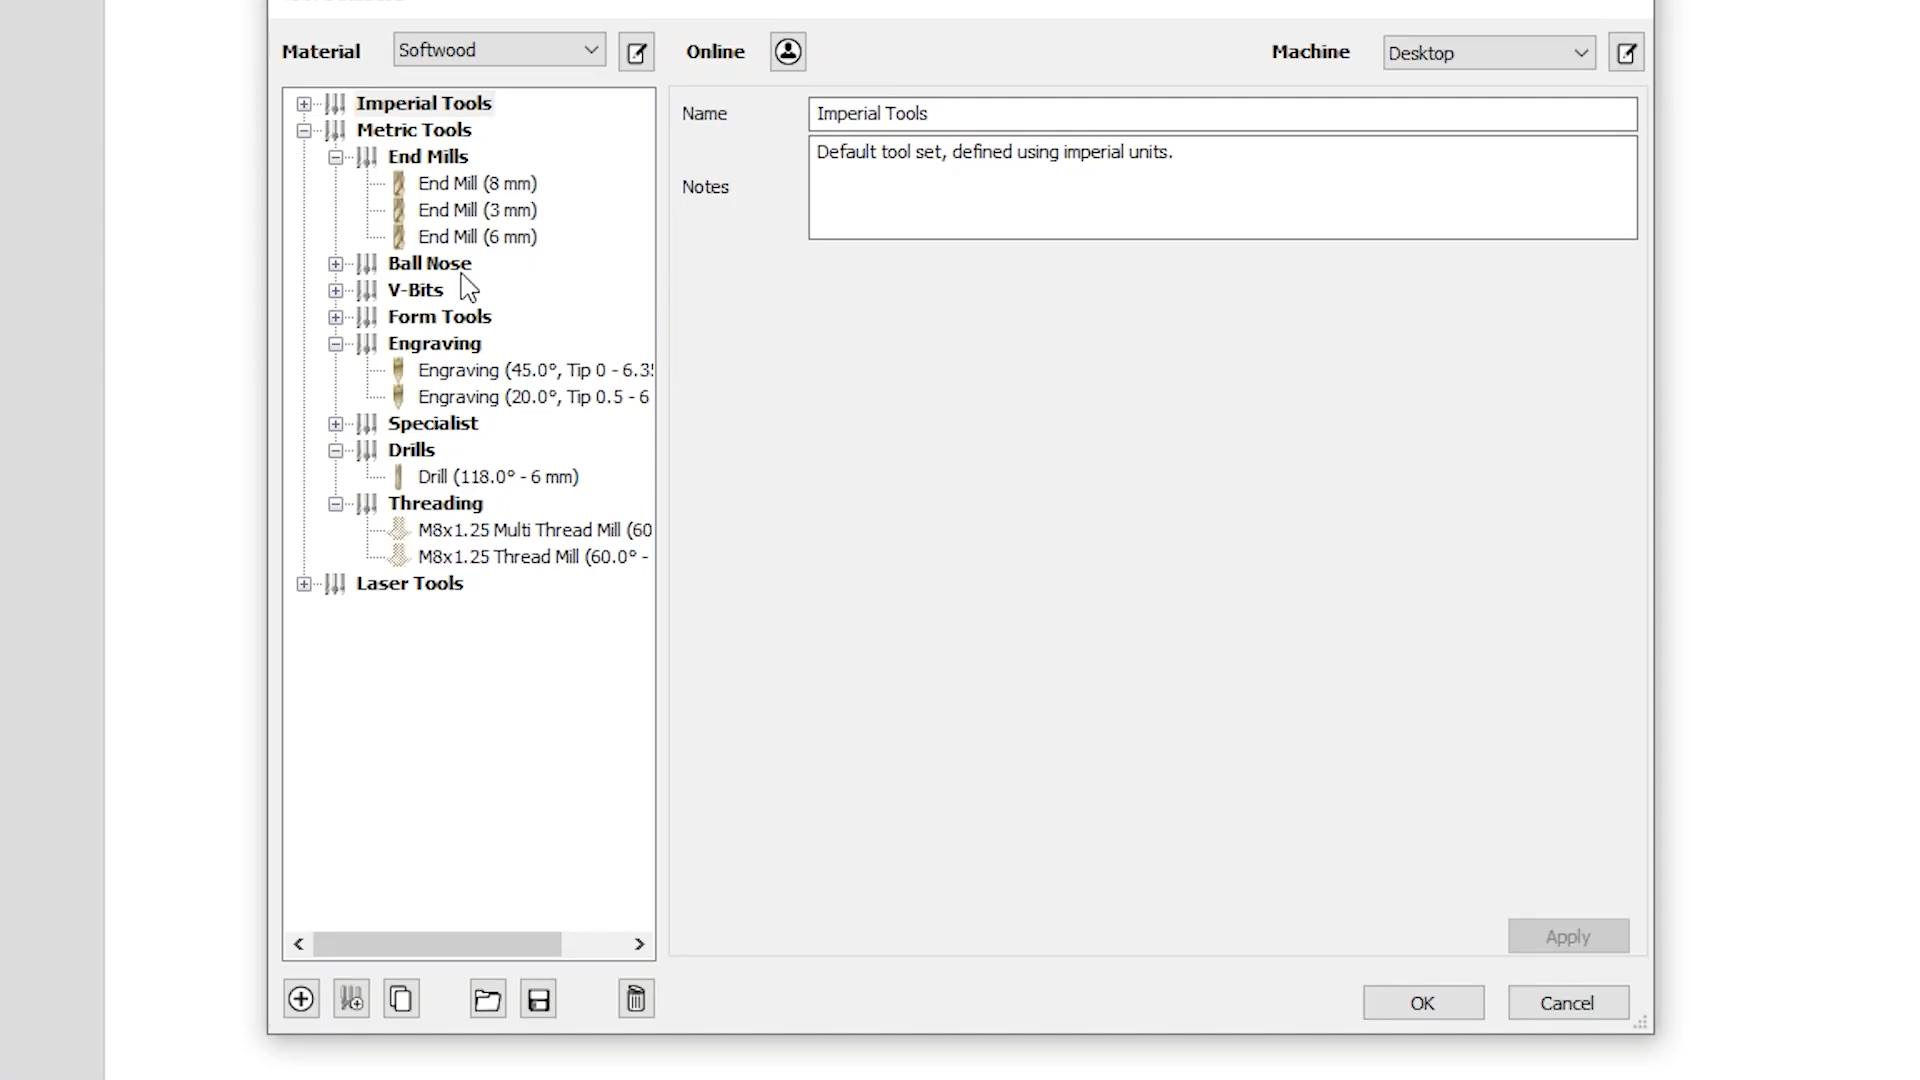 Material
Softwood
Online
Machine
Desktop
Imperial Tools
Metric Tools
End Mills
End Mill (8 mm)
End Mill (3 mm)
End Mill (6 mm)
Ball Nose
V-Bits
Form Tools
Engraving
Engraving (45.0°, Tip 0 - 6.3
Engraving (20.0°, Tip 0.5 - 6
Specialist
Drills
Drill (118.0° - 6 mm)
Threading
M8x1.25 Multi Thread Mill (60
M8x1.25 Thread Mill (60.0° -
Laser Tools
Name
Imperial Tools
Notes
Default tool set, defined using imperial units.
Apply
OK
Cancel